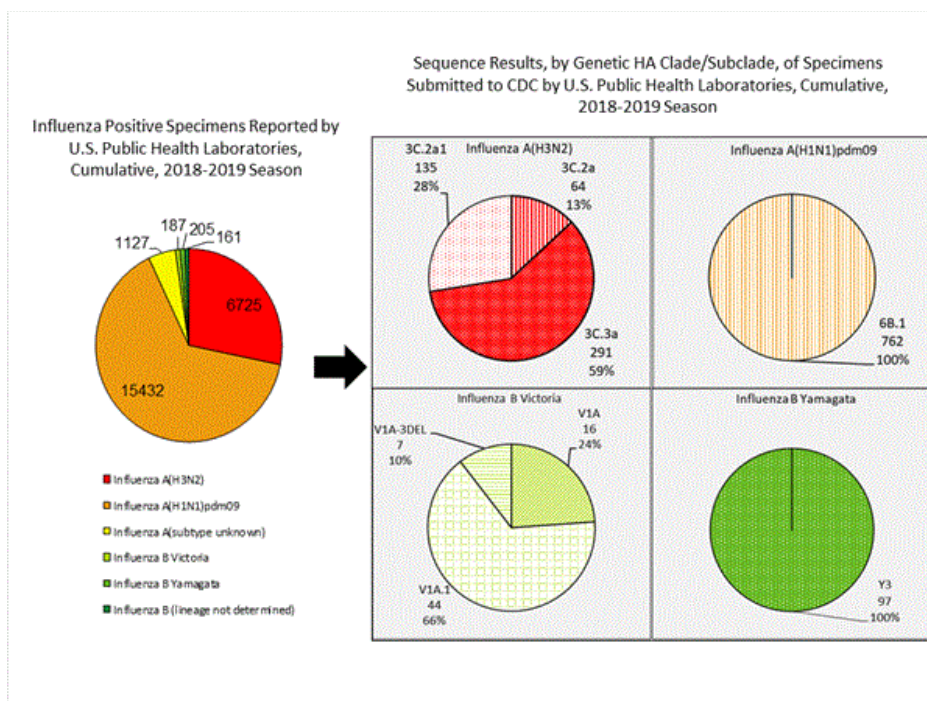 Sequence Results, by Genetic HA Clade/Subclade, of Specimens
Submitted to CDC by U.S. Public Health Laboratories, Cumulative,
2018-2019 Season
Influenza Positive Specimens Reported by
U.S. Public Health Laboratories,
Cumulative, 2018-2019 Season
187
205
1127
161
6725
15432
Influenza A(H3N2)
Influenza A(H1N1)pdm09
Influenza A(subtype unknown)
Influenza B Victoria
Influenza B Yamagata
Influenza B (lineage not determined)
Influenza A(H3N2)
3C.2a1
135
28%
3C.2a
64
13%
3C.3a
291
59%
Influenza A(H1N1)pdm09
6B.1
762
100%
Influenza B Victoria
V1A-3DEL
7
10%
V1A
16
24%
V1A.1
44
66%
Influenza B Yamagata
Y3
97
100%